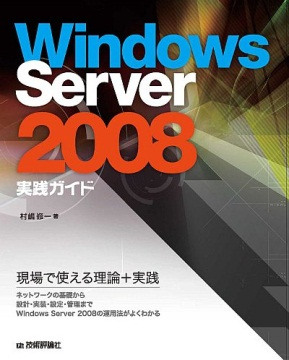 Windows
Server
2008
実践ガイド
村嶋修一 著
現場で使える理論+実践
ネットワークの基礎から
設計・実装・設定・管理まで
Windows Server 2008の運用法がよくわかる
技術評論社